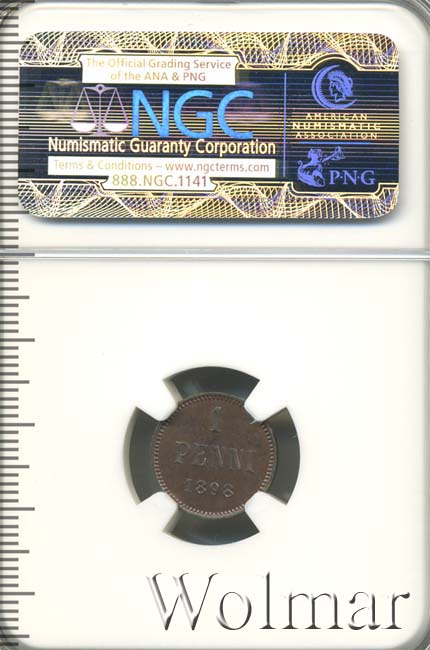 The Official Grading Service
of the ANA & PNG
NGC
Numismatic Guaranty Corporation
Terms & Conditions – www.ngcterms.com
888.NGC.1141
AMERICAN
NUMISMATIC
ASSOCIATION
P·N·G
1
PENNI
1898
Wolmar